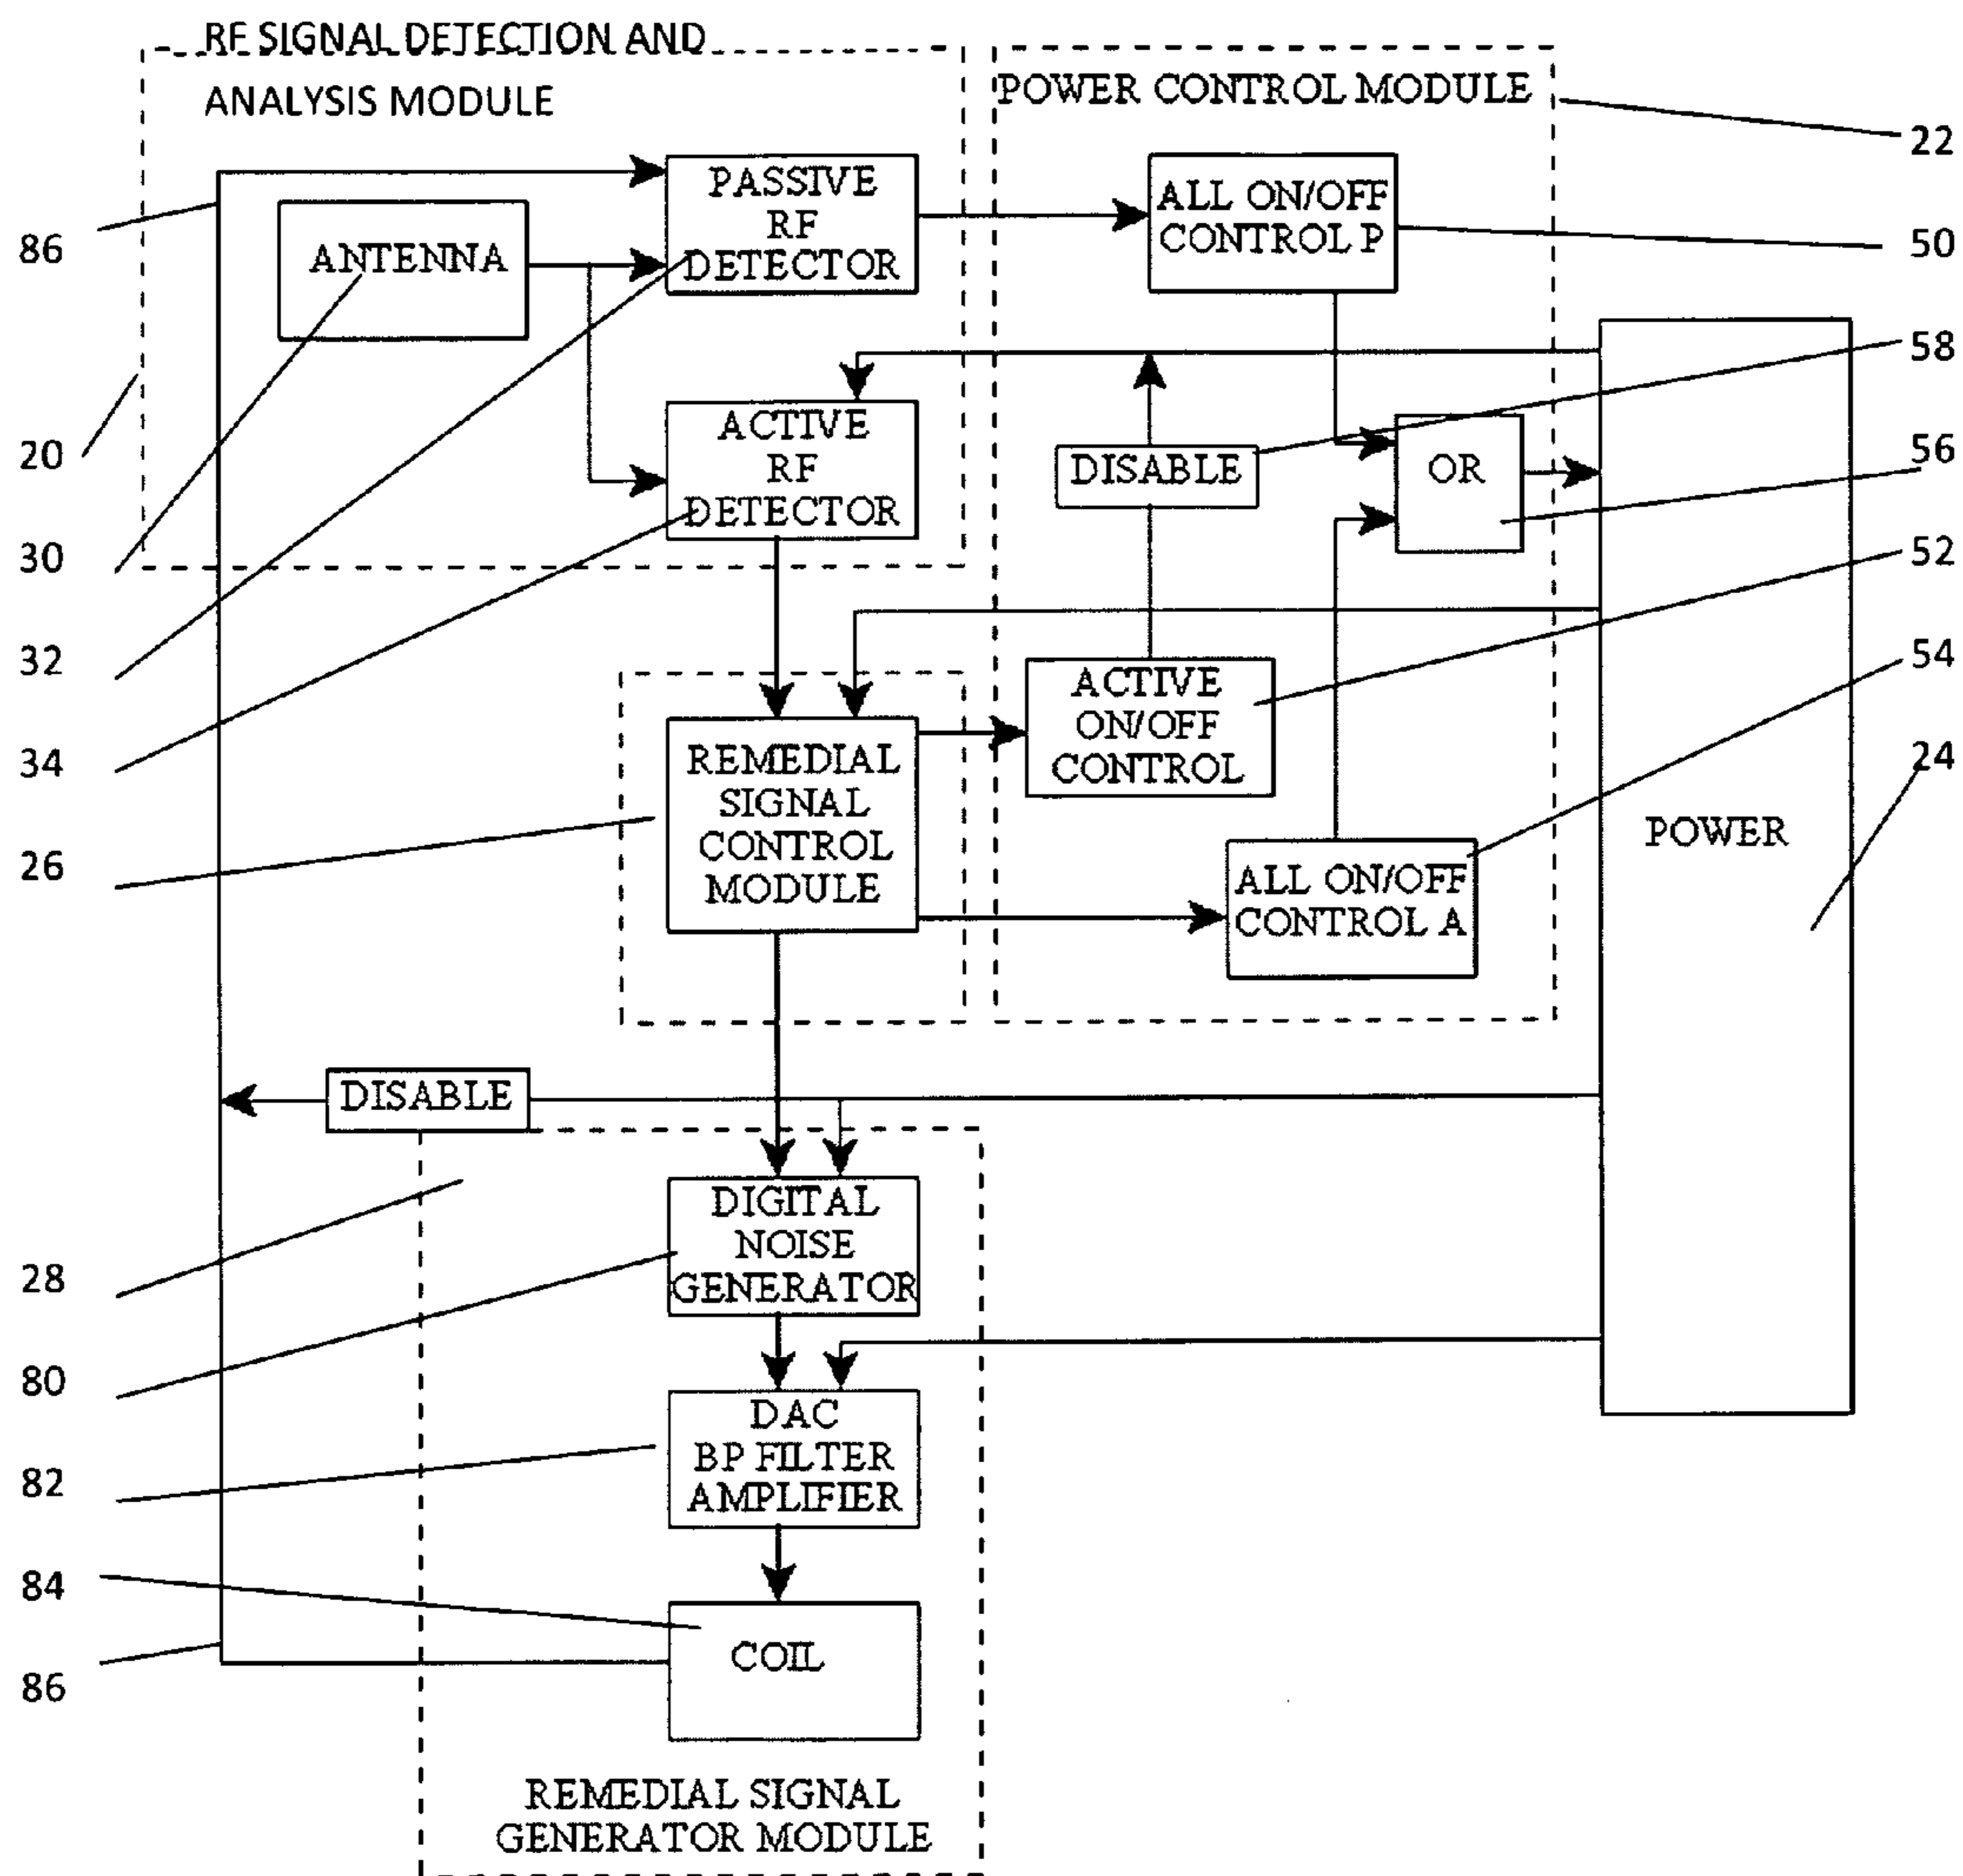 RF SIGNAL DETECTION AND
ANALYSIS MODULE
POWER CONTROL MODULE
22
PASSIVE
RF
DETECTOR
ALL ON/OFF
CONTROL P
86
ANTENNA
50
58
ACTIVE
RF
DETECTOR
DISABLE
OR
20
56
30
52
32
54
ACTIVE
ON/OFF
CONTROL
34
REMEDIAL
SIGNAL
CONTROL
MODULE
24
POWER
26
ALL ON/OFF
CONTROL A
DISABLE
28
DIGITAL
NOISE
GENERATOR
80
DAC
BP FILTER
AMPLIFIER
82
84
COIL
86
REMEDIAL SIGNAL
GENERATOR MODULE